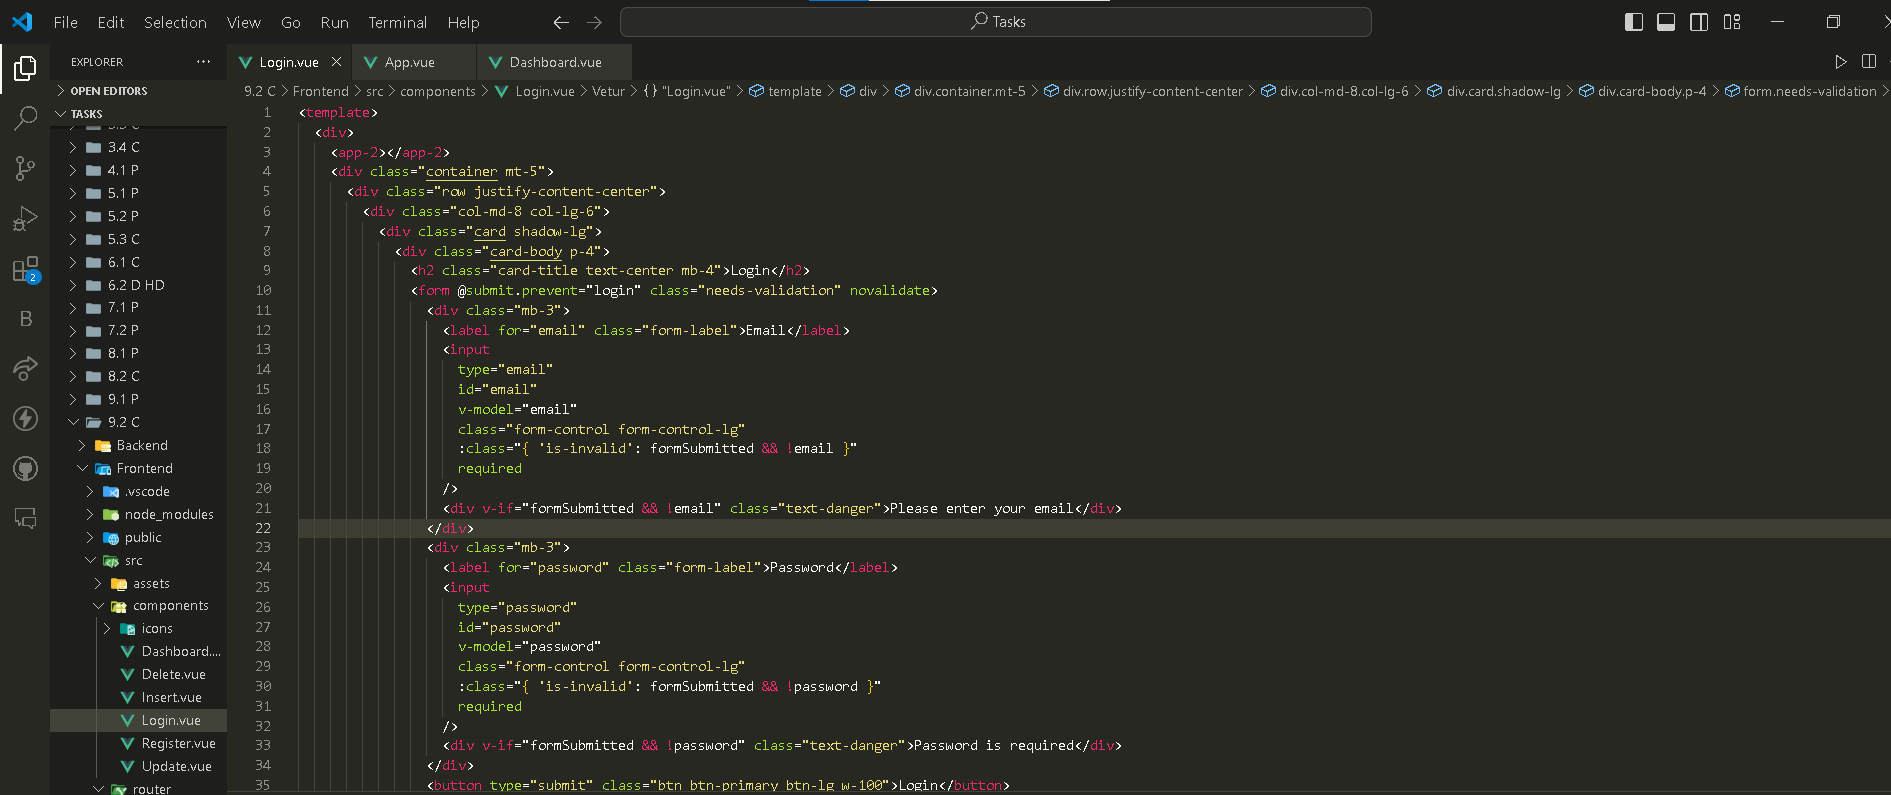 File Edit Selection View Go Run Terminal Help
Tasks
EXPLORER
OPEN EDITORS
TASKS
3.4 C
4.1 P
5.1 P
5.2 P
5.3 C
6.1 C
6.2 D HD
7.1 P
7.2 P
8.1 P
8.2 C
9.1 P
9.2 C
Backend
Frontend
.vscode
node_modules
public
src
assets
components
icons
Dashboard....
Delete.vue
Insert.vue
Login.vue
Register.vue
Update.vue
router
2
B
Login.vue App.vue Dashboard.vue
9.2 C > Frontend > src > components > Login.vue > Vetur > {} "Login.vue" > template > div > div.container.mt-5 > div.row.justify-content-center > div.col-md-8.col-lg-6 > div.card.shadow-lg > div.card-body.p-4 > form.needs-validation >
1 <template>
2 <div>
3 <app-2></app-2>
4 <div class="container mt-5">
5 <div class="row justify-content-center">
6 <div class="col-md-8 col-lg-6">
7 <div class="card shadow-lg">
8 <div class="card-body p-4">
9 <h2 class="card-title text-center mb-4">Login</h2>
10 <form @submit.prevent="login" class="needs-validation" novalidate>
11 <div class="mb-3">
12 <label for="email" class="form-label">Email</label>
13 <input
14 type="email"
15 id="email"
16 v-model="email"
17 class="form-control form-control-lg"
18 :class="{ 'is-invalid': formSubmitted && !email }"
19 required
20 />
21 <div v-if="formSubmitted && !email" class="text-danger">Please enter your email</div>
22 </div>
23 <div class="mb-3">
24 <label for="password" class="form-label">Password</label>
25 <input
26 type="password"
27 id="password"
28 v-model="password"
29 class="form-control form-control-lg"
30 :class="{ 'is-invalid': formSubmitted && !password }"
31 required
32 />
33 <div v-if="formSubmitted && !password" class="text-danger">Password is required</div>
34 </div>
35 <button type="submit" class="btn btn-primary btn-lg w-100">Login</button>